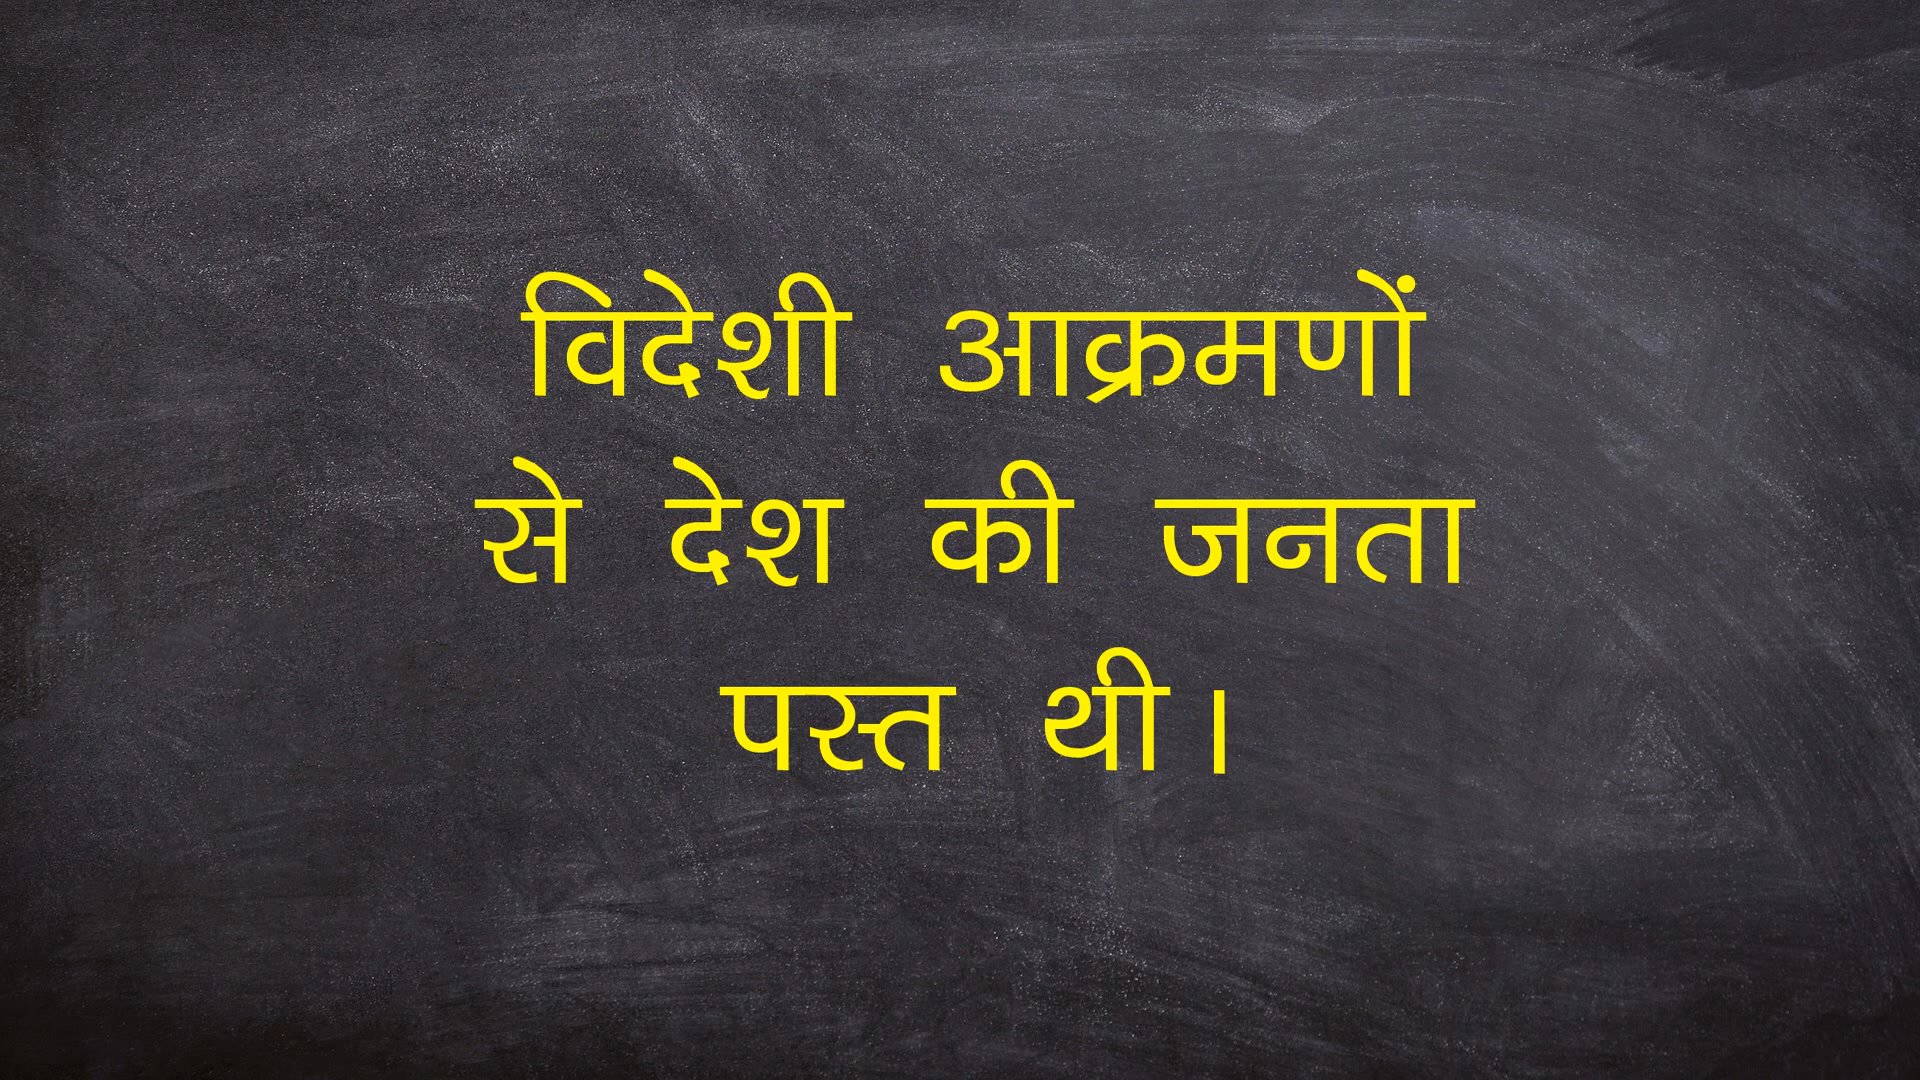 विदेशी आक्रमणों
से देश की जनता
पस्त थी।